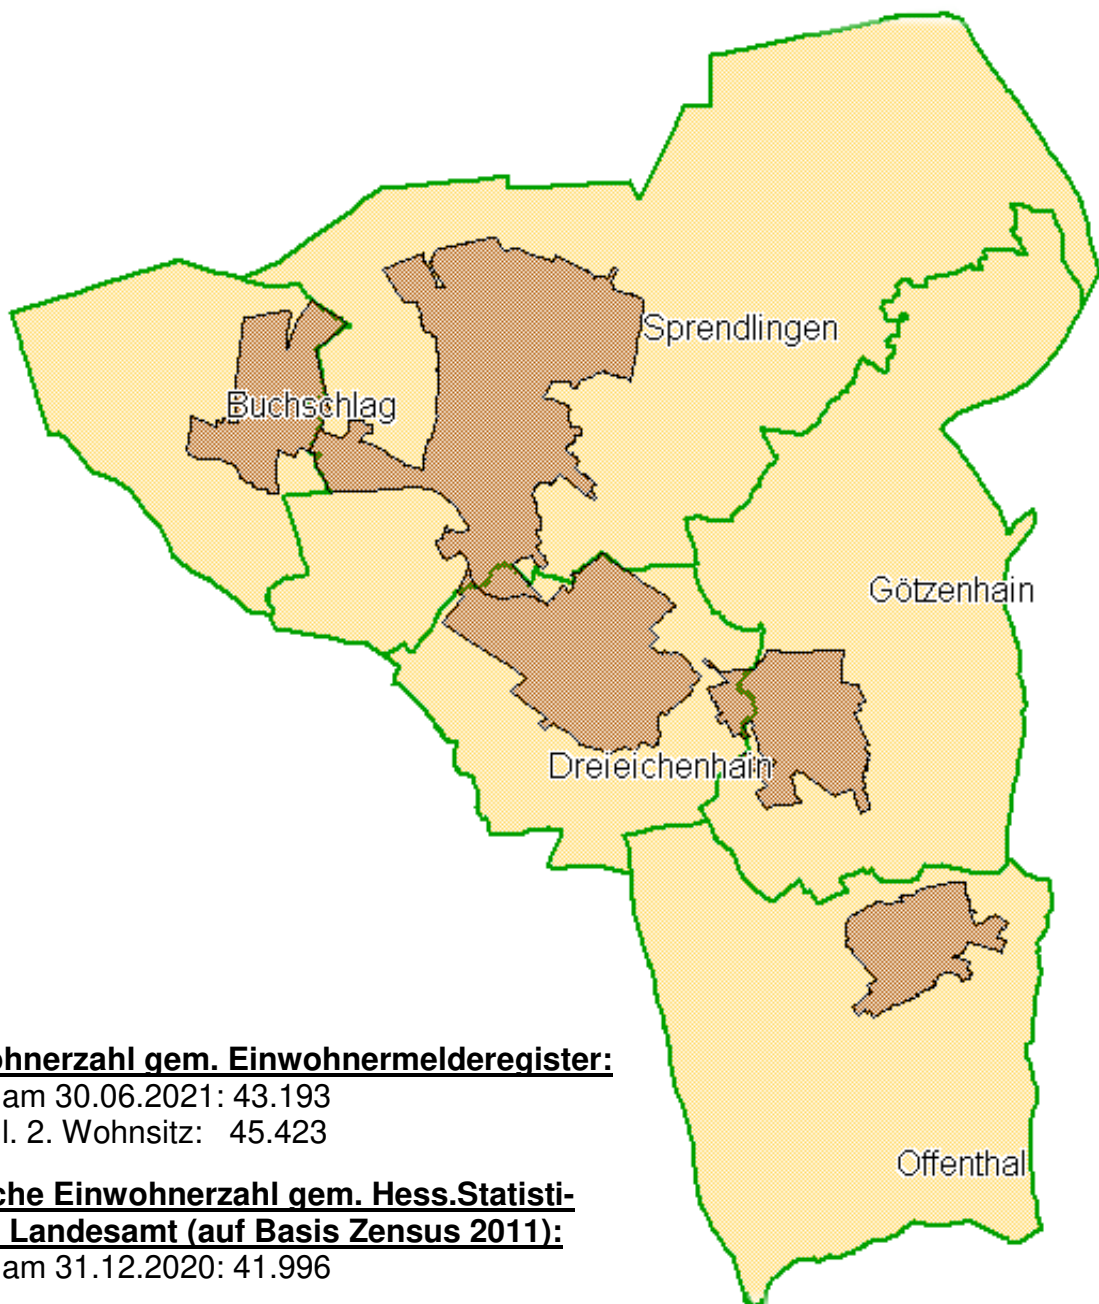 Sprendlingen
Buchschlag
Götzenhain
Dreieichenhain
ohnerzahl gem. Einwohnermelderegister:
am 30.06.2021: 43.193
l. 2. Wohnsitz: 45.423
Offenthal
che Einwohnerzahl gem. Hess.Statisti-
Landesamt (auf Basis Zensus 2011):
am 31.12.2020: 41.996